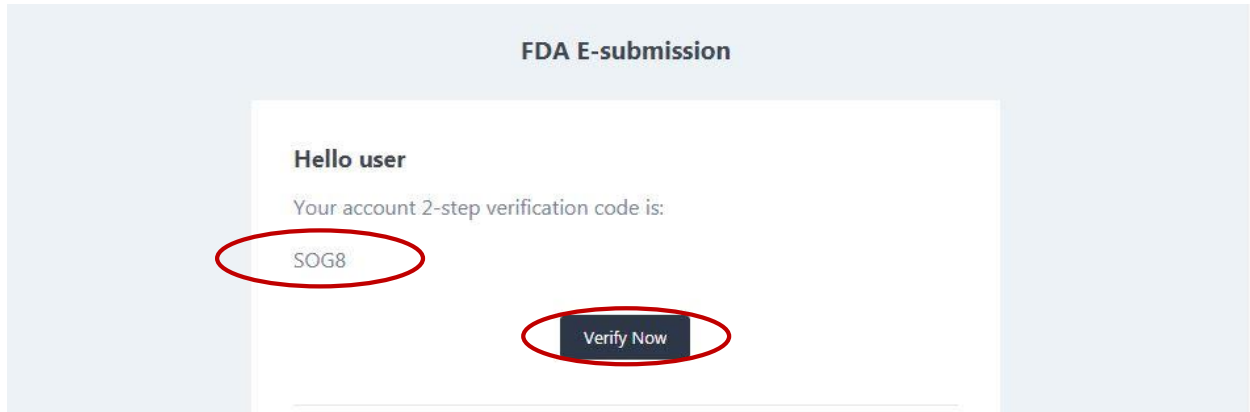 FDA E-submission
Hello user
Your account 2-step verification code is:
SOG8
Verify Now